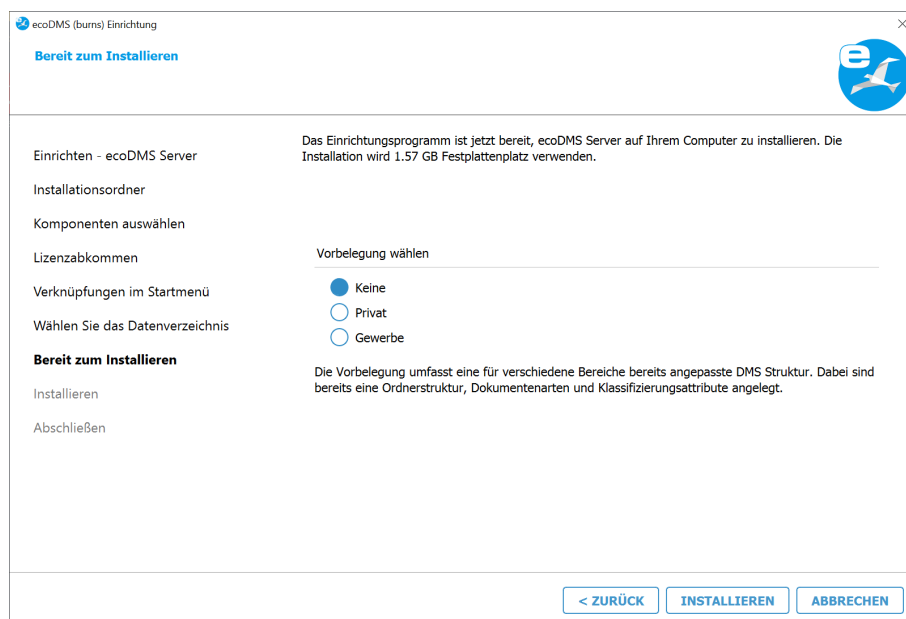 ecoDMS (burns) Einrichtung
Bereit zum Installieren
e
Einrichten - ecoDMS Server
Installationsordner
Komponenten auswählen
Lizenzabkommen
Verknüpfungen im Startmenü
Wählen Sie das Datenverzeichnis
Bereit zum Installieren
Installieren
Abschließen
Das Einrichtungsprogramm ist jetzt bereit, ecoDMS Server auf Ihrem Computer zu installieren. Die
Installation wird 1.57 GB Festplattenplatz verwenden.
Vorbelegung wählen
Keine
Privat
Gewerbe
Die Vorbelegung umfasst eine für verschiedene Bereiche bereits angepasste DMS Struktur. Dabei sind
bereits eine Ordnerstruktur, Dokumentenarten und Klassifizierungsattribute angelegt.
< ZURÜCK
INSTALLIEREN
ABBRECHEN